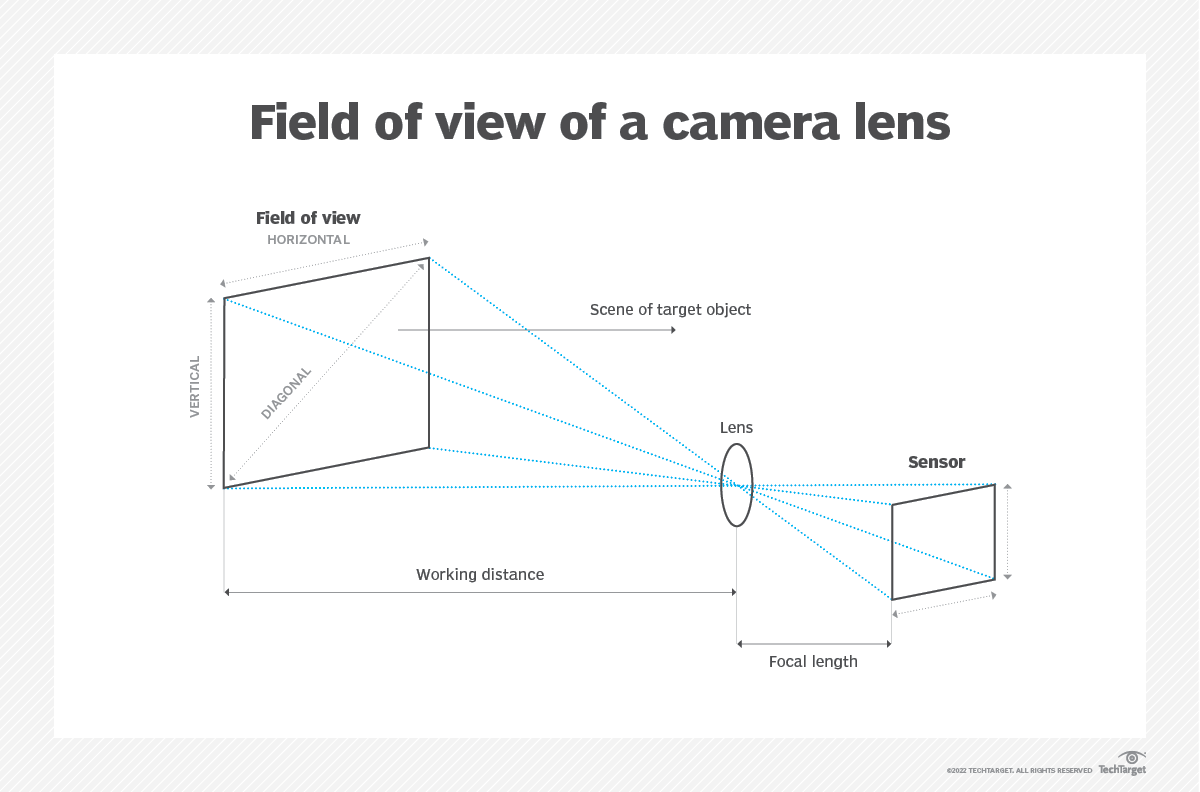 Field of view of a camera lens
Field of view
HORIZONTAL
VERTICAL
DIAGONAL
Scene of target object
Lens
Sensor
Working distance
Focal length
©2022 TECHTARGET. ALL RIGHTS RESERVED TechTarget